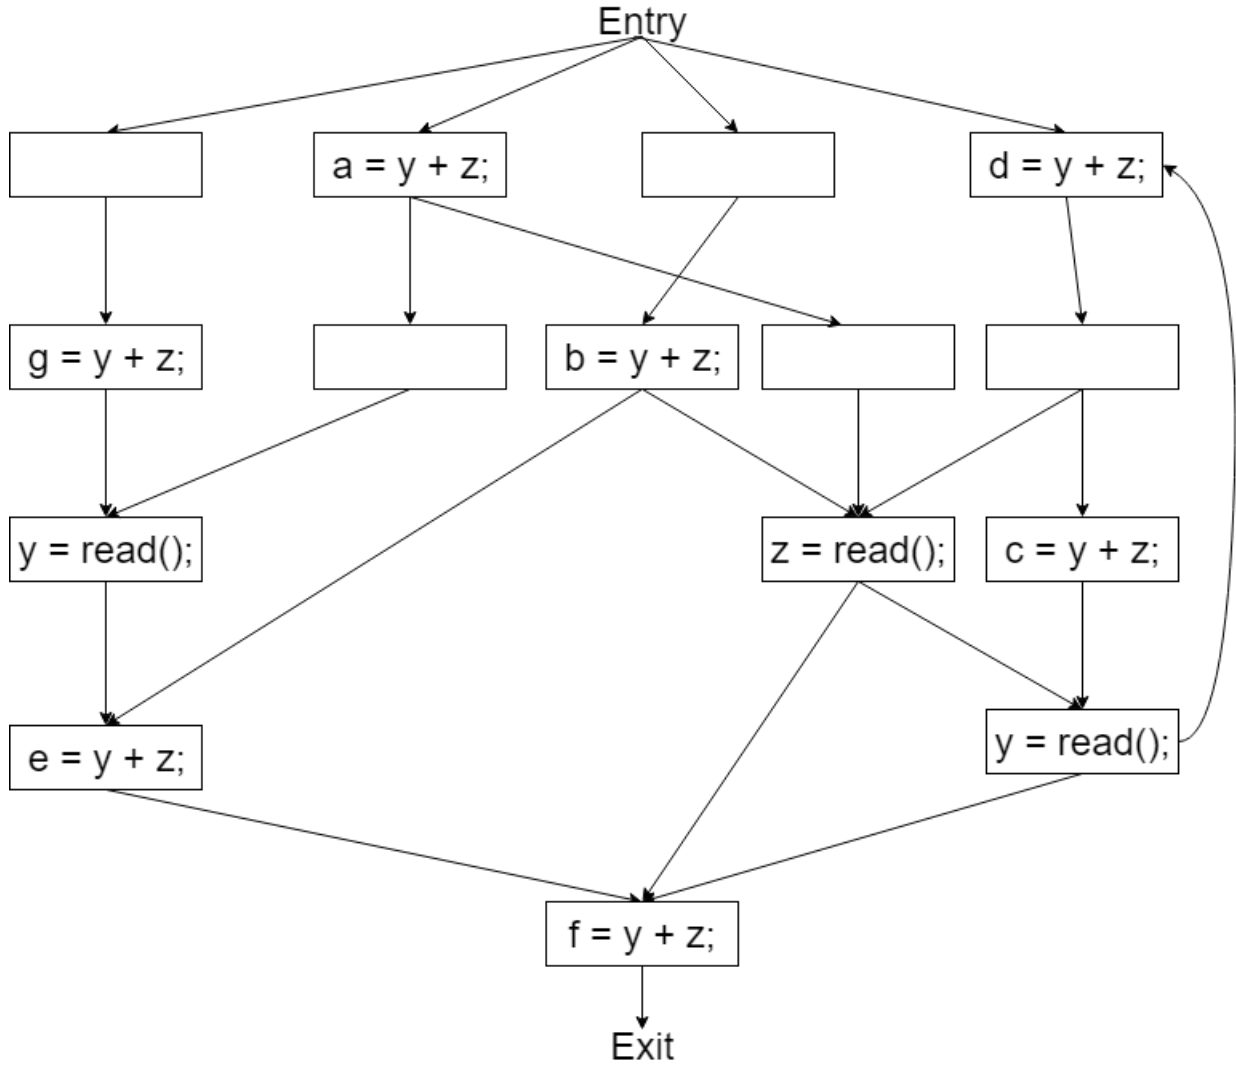 Entry
a = y + z;
d = y + z;
g = y + z;
b = y + z;
y = read();
z = read();
c = y + z;
e = y + z;
y = read();
f = y + z;
Exit